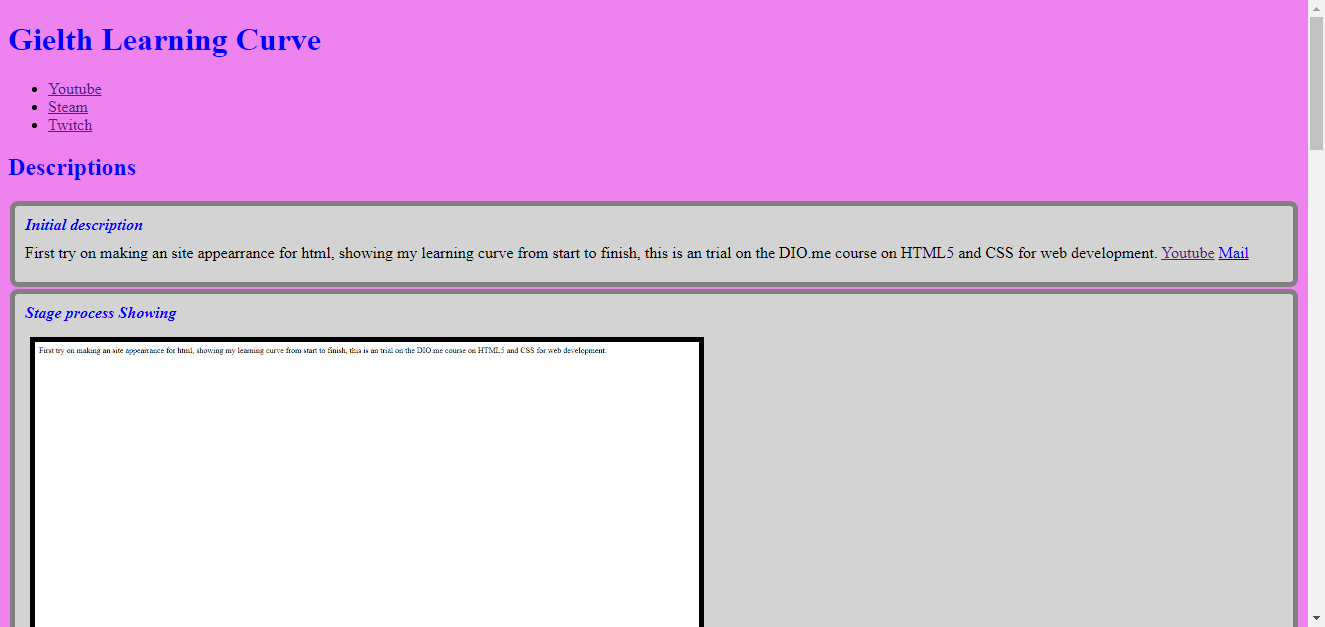 Gielth Learning Curve
Youtube
Steam
Twitch
Descriptions
Initial description
First try on making an site appearrance for html, showing my learning curve from start to finish, this is an trial on the DIO.me course on HTML5 and CSS for web development. Youtube Mail
Stage process Showing
First try on making an site appearrance for html, showing my learning curve from start to finish, this is an trial on the DIO.me course on HTML5 and CSS for web development.